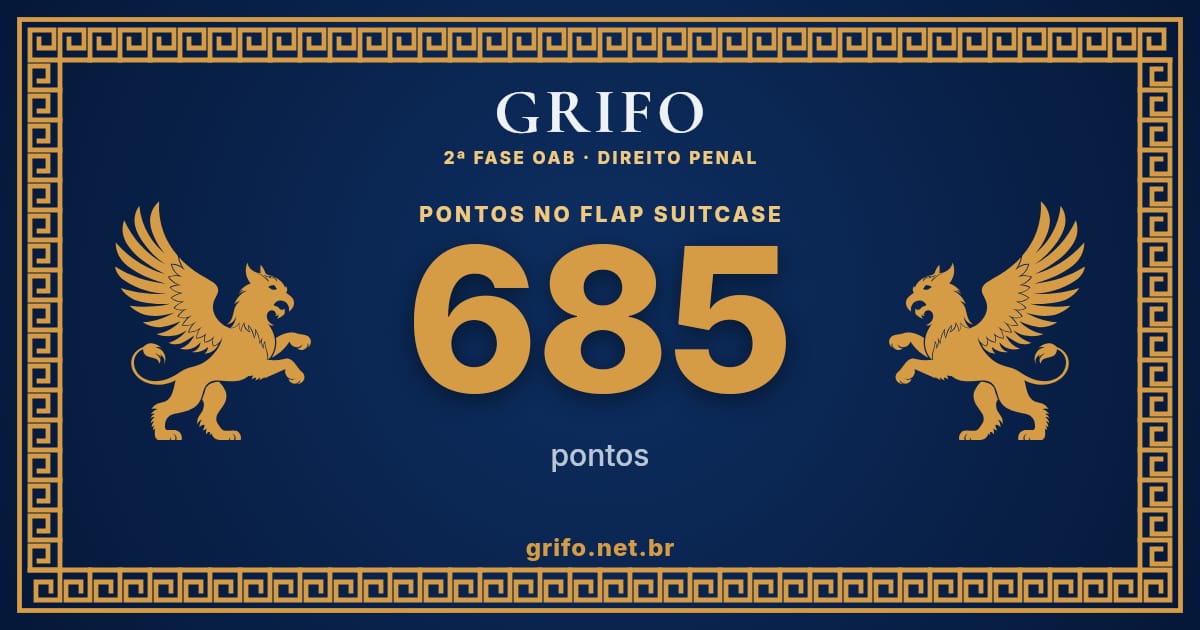 GRIFO
2ª FASE OAB · DIREITO PENAL
PONTOS NO FLAP SUITCASE
685
pontos
grifo.net.br